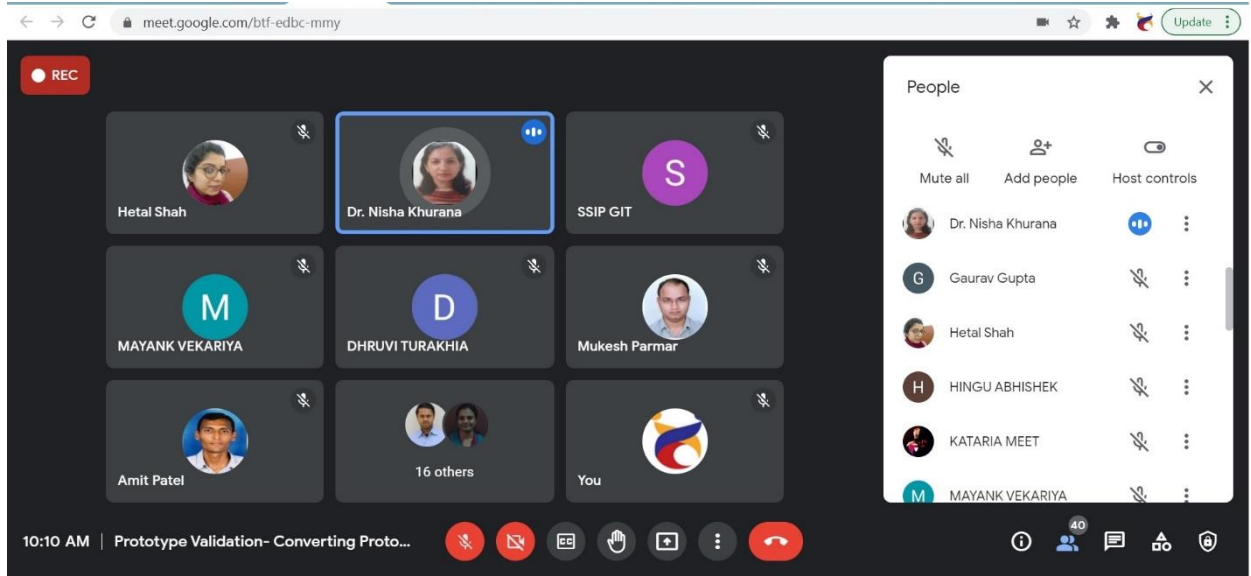 meet.google.com/btf-edbc-mmy
Update
REC
Hetal Shah
Dr. Nisha Khurana
S
SSIP GIT
M
MAYANK VEKARIYA
D
DHRUVI TURAKHIA
Mukesh Parmar
Amit Patel
16 others
You
People
Mute all
Add people
Host controls
Dr. Nisha Khurana
G
Gaurav Gupta
Hetal Shah
H
HINGU ABHISHEK
KATARIA MEET
M
MAYANK VEKARIYA
10:10 AM | Prototype Validation- Converting Proto...
CC
40